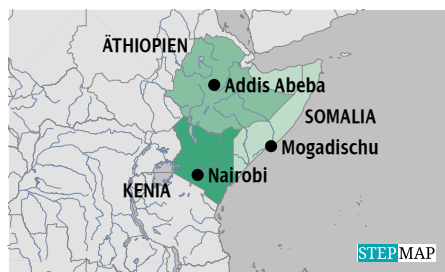 ÄTHIOPIEN
Addis Abeba
SOMALIA
Mogadischu
Nairobi
KENIA
STEPMAP